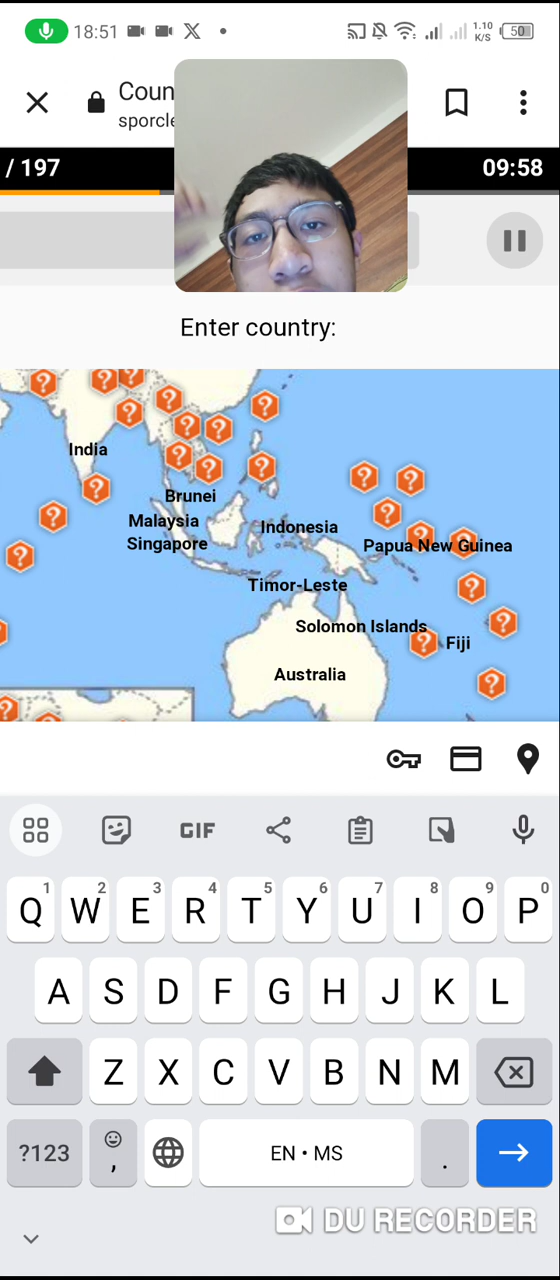 18:51
1.10
K/S
50
Coun
sporcle
/ 197
09:58
Enter country:
India
Brunei
Malaysia
Indonesia
Singapore
Papua New Guinea
Timor-Leste
Solomon Islands
Fiji
Australia
GIF
1 2 3 4 5 6 7 8 9 0
Q W E R T Y U I O P
A S D F G H J K L
Z X C V B N M
?123 , EN • MS .
DU RECORDER